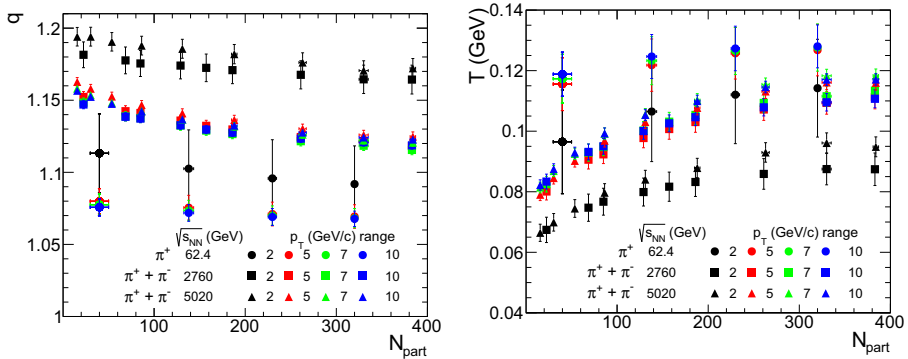 q
1.2
1.15
1.1
1.05
1
√s_NN (GeV) p_T (GeV/c) range
π⁺ 62.4 2 5 7 10
π⁺ + π⁻ 2760 2 5 7 10
π⁺ + π⁻ 5020 2 5 7 10
100 200 300 400
N_part
T (GeV)
0.14
0.12
0.1
0.08
0.06
0.04
√s_NN (GeV) p_T (GeV/c) range
π⁺ 62.4 2 5 7 10
π⁺ + π⁻ 2760 2 5 7 10
π⁺ + π⁻ 5020 2 5 7 10
0 100 200 300 400
N_part